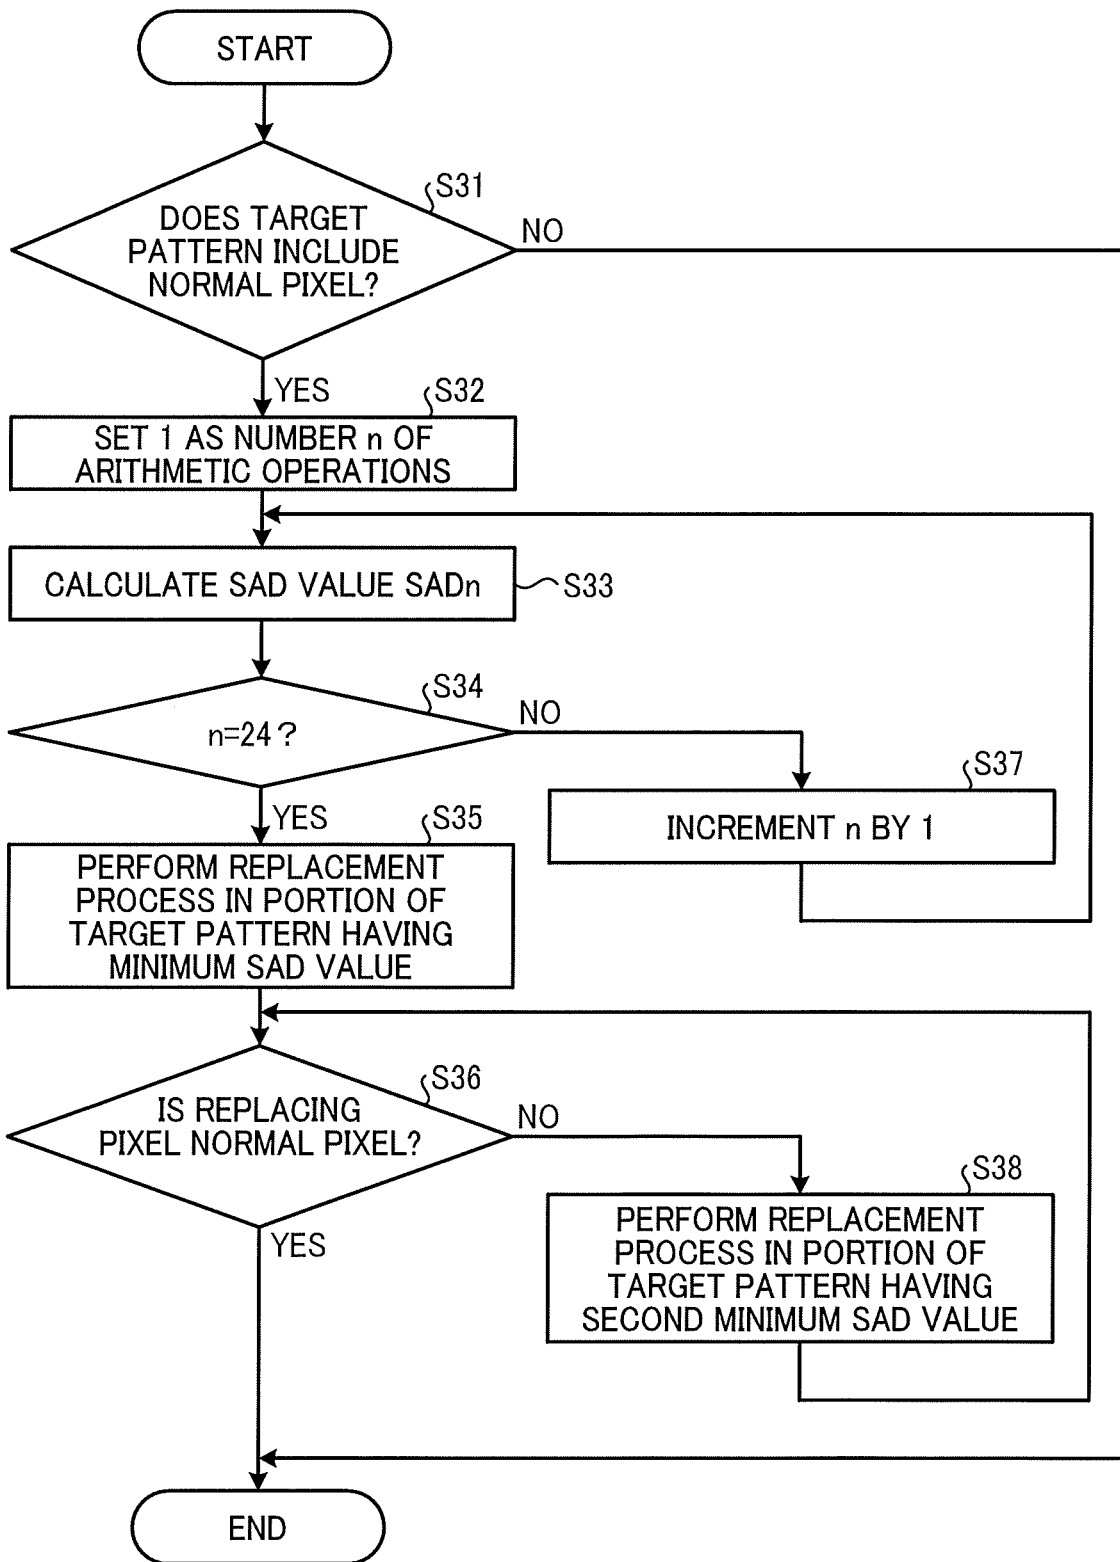 START
S31
DOES TARGET
PATTERN INCLUDE
NORMAL PIXEL?
NO
YES
S32
SET 1 AS NUMBER n OF
ARITHMETIC OPERATIONS
CALCULATE SAD VALUE SADn
S33
S34
n=24?
NO
S37
INCREMENT n BY 1
YES
S35
PERFORM REPLACEMENT
PROCESS IN PORTION OF
TARGET PATTERN HAVING
MINIMUM SAD VALUE
S36
IS REPLACING
PIXEL NORMAL PIXEL?
NO
S38
PERFORM REPLACEMENT
PROCESS IN PORTION OF
TARGET PATTERN HAVING
SECOND MINIMUM SAD VALUE
YES
END